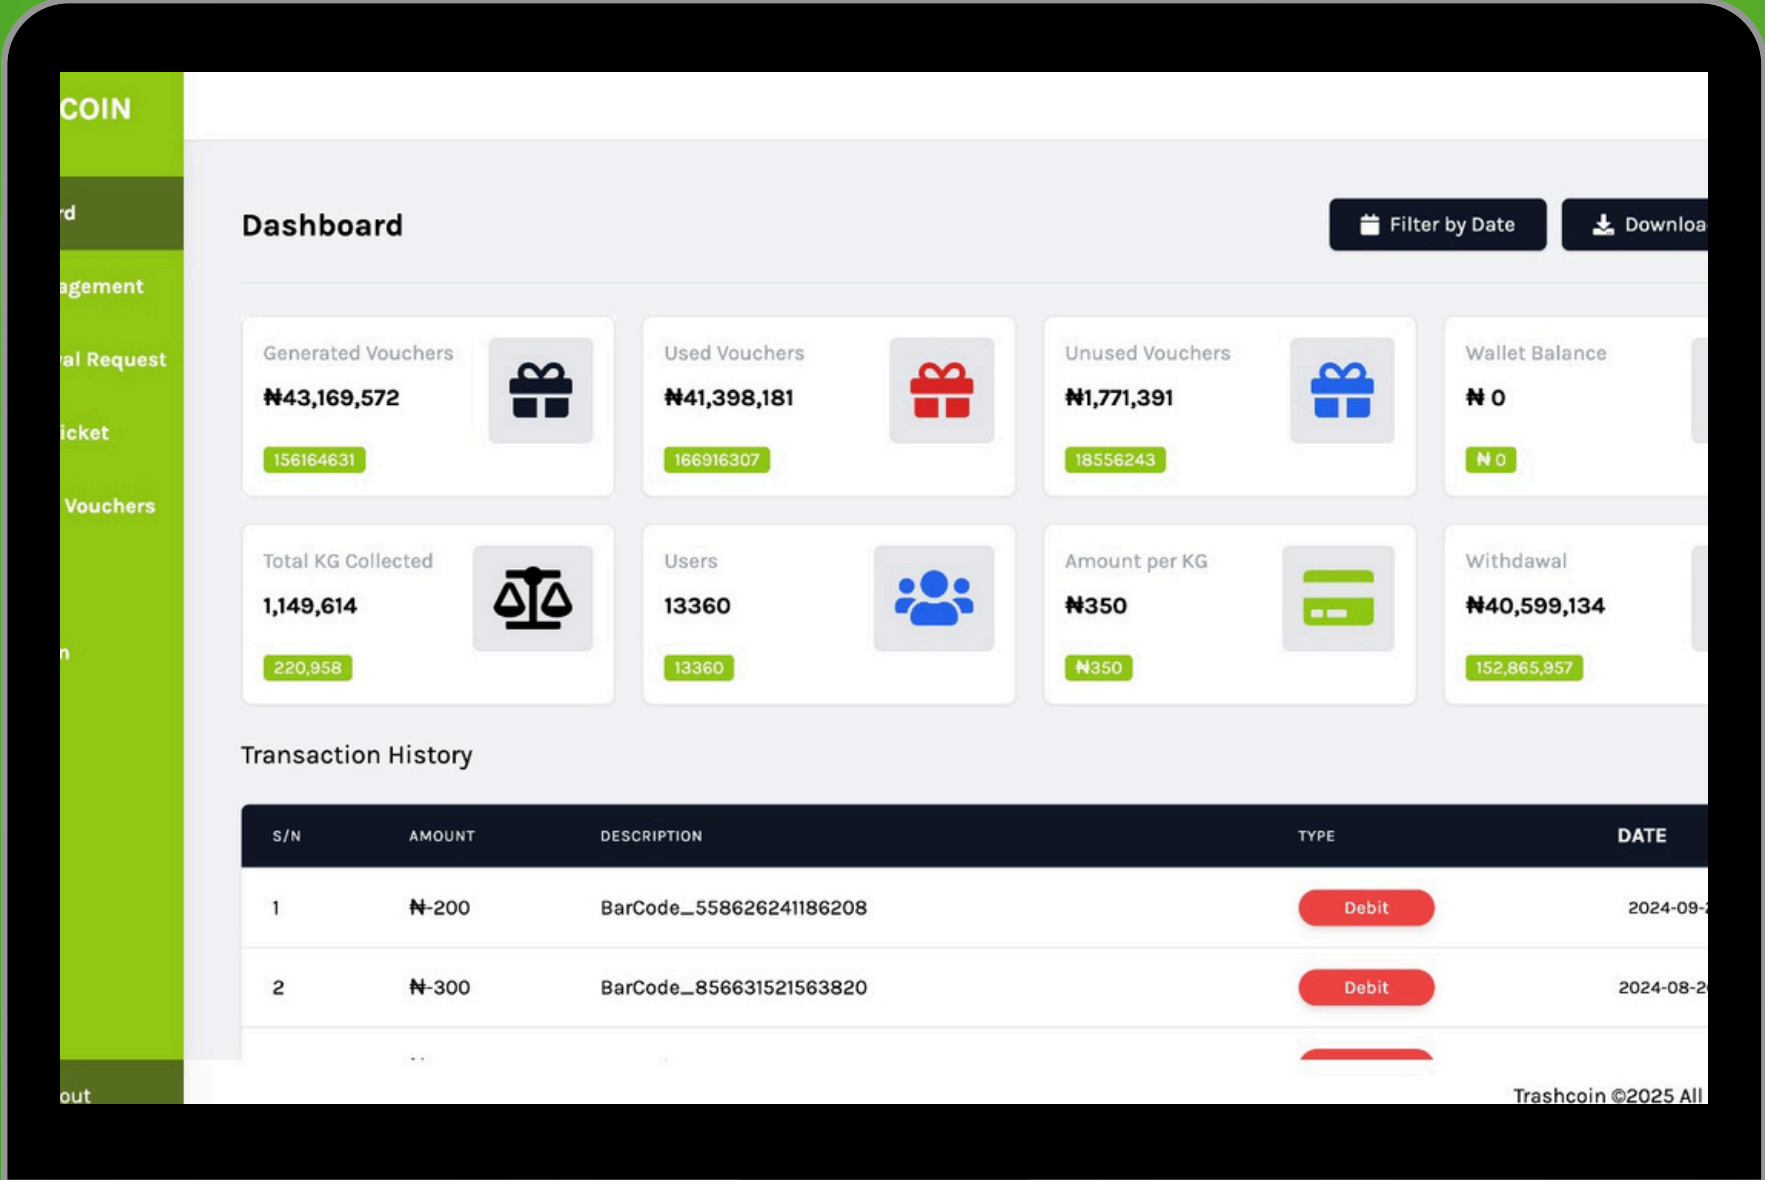 COIN
Dashboard
Filter by Date
Downloa
rd
agement
al Request
icket
Vouchers
n
out
Generated Vouchers
₦43,169,572
156164631
Used Vouchers
₦41,398,181
166916307
Unused Vouchers
₦1,771,391
18556243
Wallet Balance
₦ 0
₦ 0
Total KG Collected
1,149,614
220,958
Users
13360
13360
Amount per KG
₦350
₦350
Withdawal
₦40,599,134
152,865,957
Transaction History
S/N AMOUNT DESCRIPTION TYPE DATE
1 ₦-200 BarCode_558626241186208 Debit 2024-09-2
2 ₦-300 BarCode_856631521563820 Debit 2024-08-2
Trashcoin ©2025 All